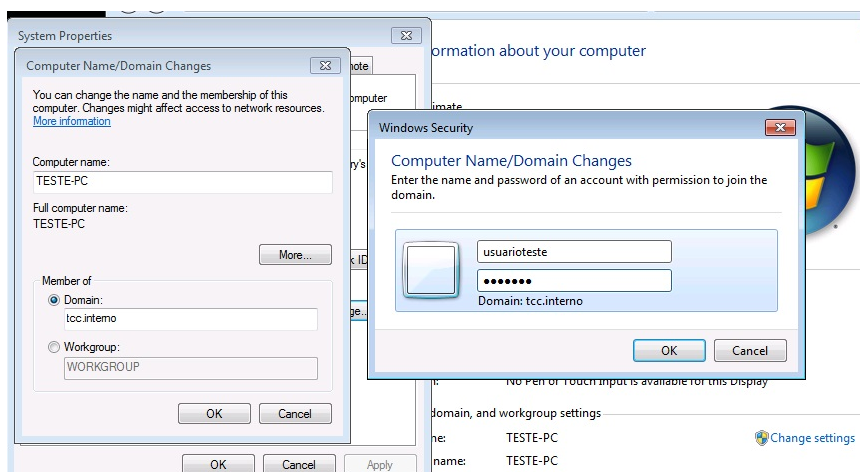 System Properties
Computer Name/Domain Changes
You can change the name and the membership of this
computer. Changes might affect access to network resources.
More information
Computer name:
TESTE-PC
Full computer name:
TESTE-PC
More...
Member of
Domain:
tcc.interno
Workgroup:
WORKGROUP
OK
Cancel
OK
Cancel
Apply
ormation about your computer
Windows Security
Computer Name/Domain Changes
Enter the name and password of an account with permission to join the
domain.
usuarioteste
•••••••
Domain: tcc.interno
OK
Cancel
No Pen or Touch Input is available for this Display
domain, and workgroup settings
me:
TESTE-PC
Change settings
name:
TESTE-PC